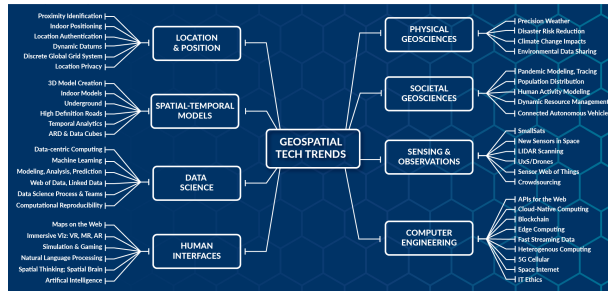 Proximity Idenification
Indoor Positioning
Location Authentication
Dynamic Datums
Discrete Global Grid System
Location Privacy
LOCATION
& POSITION
3D Model Creation
Indoor Models
Underground
High Definition Roads
Temporal Analytics
ARD & Data Cubes
SPATIAL-TEMPORAL
MODELS
Data-centric Computing
Machine Learning
Modeling, Analysis, Prediction
Web of Data, Linked Data
Data Science Process & Teams
Computational Reproducibility
DATA
SCIENCE
Maps on the Web
Immersive Viz: VR, MR, AR
Simulation & Gaming
Natural Language Processing
Spatial Thinking; Spatial Brain
Artifical Intelligence
HUMAN
INTERFACES
GEOSPATIAL
TECH TRENDS
PHYSICAL
GEOSCIENCES
Precision Weather
Disaster Risk Reduction
Climate Change Impacts
Environmental Data Sharing
SOCIETAL
GEOSCIENCES
Pandemic Modeling, Tracing
Population Distribution
Human Activity Modeling
Dynamic Resource Management
Connected Autonomous Vehicle
SENSING &
OBSERVATIONS
SmallSats
New Sensors in Space
LIDAR Scanning
UxS/Drones
Sensor Web of Things
Crowdsourcing
COMPUTER
ENGINEERING
APIs for the Web
Cloud-Native Computing
Blockchain
Edge Computing
Fast Streaming Data
Heterogenous Computing
5G Cellular
Space Internet
IT Ethics